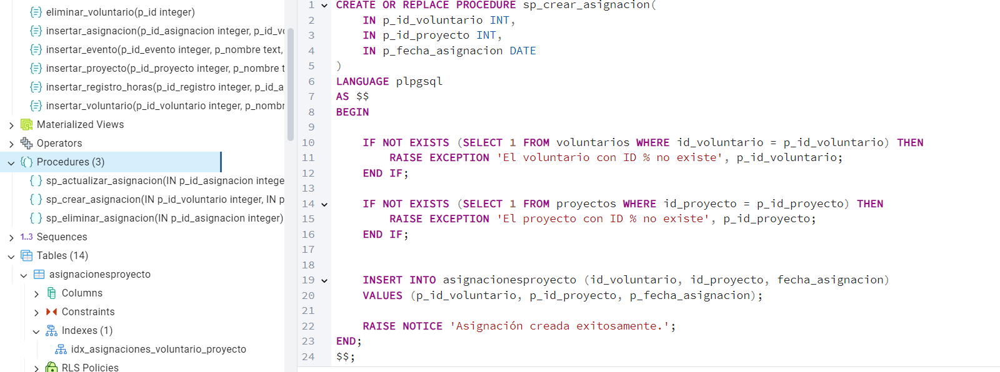 eliminar_voluntario(p_id integer)
insertar_asignacion(p_id_asignacion integer, p_id_vo
insertar_evento(p_id_evento integer, p_nombre text,
insertar_proyecto(p_id_proyecto integer, p_nombre t
insertar_registro_horas(p_id_registro integer, p_id_a
insertar_voluntario(p_id_voluntario integer, p_nombr
Materialized Views
Operators
Procedures (3)
sp_actualizar_asignacion(IN p_id_asignacion intege
sp_crear_asignacion(IN p_id_voluntario integer, IN p
sp_eliminar_asignacion(IN p_id_asignacion integer)
1..3 Sequences
Tables (14)
asignacionesproyecto
Columns
Constraints
Indexes (1)
idx_asignaciones_voluntario_proyecto
RLS Policies
1 CREATE OR REPLACE PROCEDURE sp_crear_asignacion(
2 IN p_id_voluntario INT,
3 IN p_id_proyecto INT,
4 IN p_fecha_asignacion DATE
5 )
6 LANGUAGE plpgsql
7 AS $$
8 BEGIN
9
10 IF NOT EXISTS (SELECT 1 FROM voluntarios WHERE id_voluntario = p_id_voluntario) THEN
11 RAISE EXCEPTION 'El voluntario con ID % no existe', p_id_voluntario;
12 END IF;
13
14 IF NOT EXISTS (SELECT 1 FROM proyectos WHERE id_proyecto = p_id_proyecto) THEN
15 RAISE EXCEPTION 'El proyecto con ID % no existe', p_id_proyecto;
16 END IF;
17
18
19 INSERT INTO asignacionesproyecto (id_voluntario, id_proyecto, fecha_asignacion)
20 VALUES (p_id_voluntario, p_id_proyecto, p_fecha_asignacion);
21
22 RAISE NOTICE 'Asignación creada exitosamente.';
23 END;
24 $$;